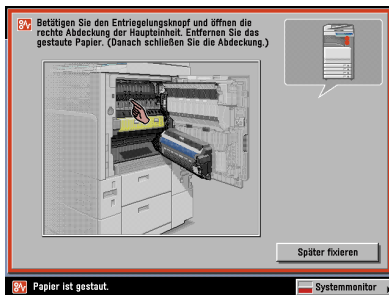 Betätigen Sie den Entriegelungsknopf und öffnen die
rechte Abdeckung der Haupteinheit. Entfernen Sie das
gestaute Papier. (Danach schließen Sie die Abdeckung.)
Später fixieren
Papier ist gestaut.
Systemmonitor